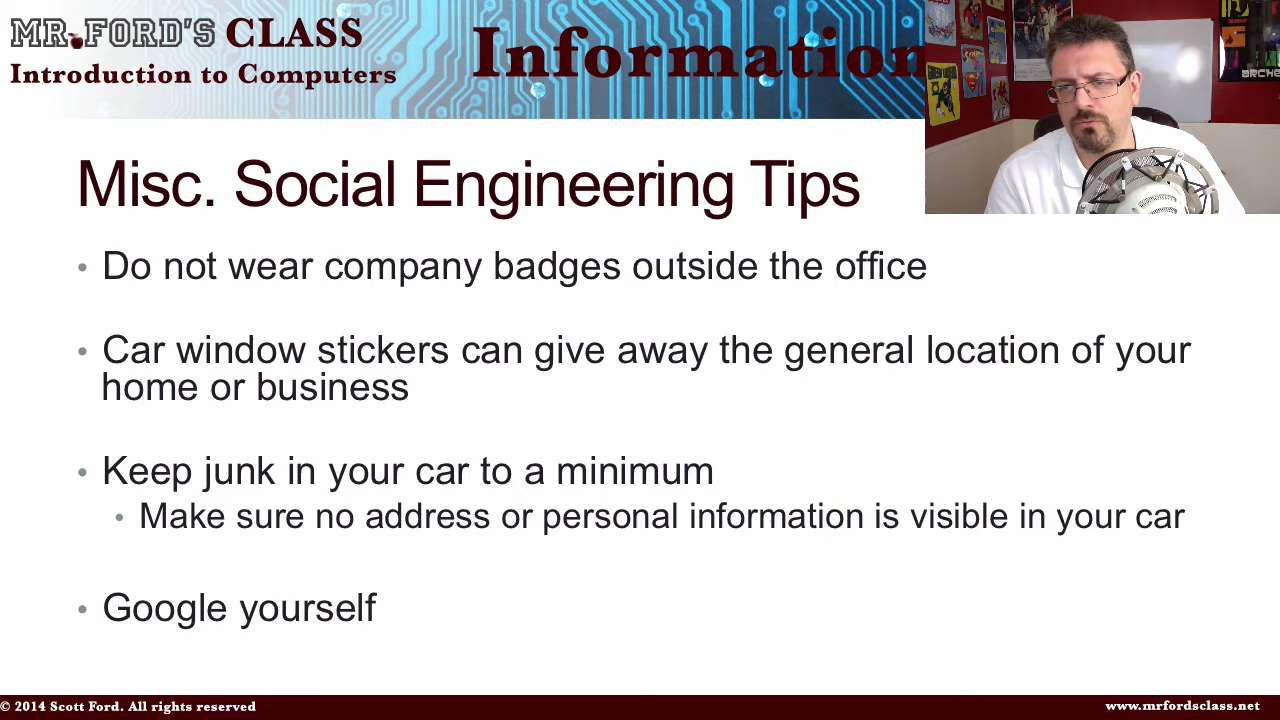 MR.FORD'S CLASS
Introduction to Computers
Information
ARCHE
Misc. Social Engineering Tips
• Do not wear company badges outside the office
• Car window stickers can give away the general location of your
home or business
• Keep junk in your car to a minimum
• Make sure no address or personal information is visible in your car
• Google yourself
© 2014 Scott Ford. All rights reserved
www.mrfordsclass.net